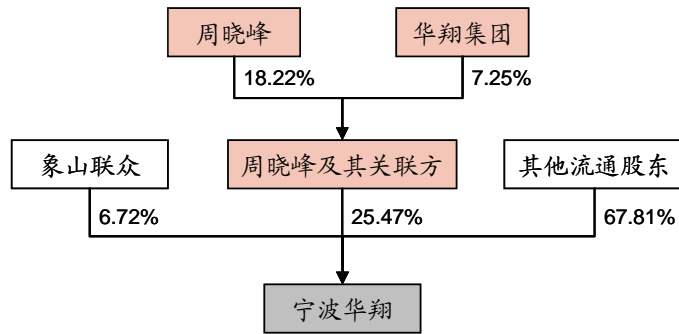 周晓峰
华翔集团
18.22%
7.25%
象山联众
周晓峰及其关联方
其他流通股东
6.72%
25.47%
67.81%
宁波华翔